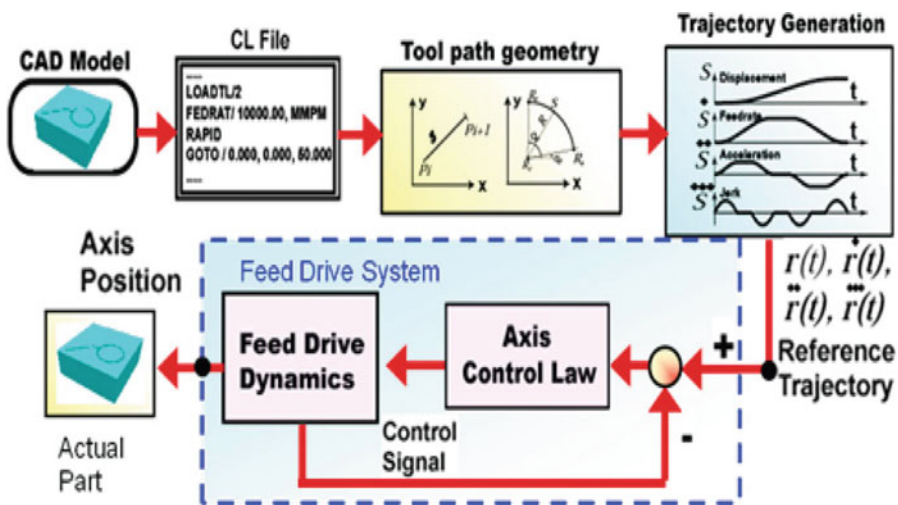 CAD Model
CL File
----
LOADTL/2
FEDRAT/ 10000.00, MMPM
RAPID
GOTO / 0.000, 0.000, 50.000
----
Tool path geometry
y
S
Pi+1
Pi
x
y
S
x
Trajectory Generation
S Displacement
t
S Feedrate
t
S Acceleration
t
S Jerk
t
r(t), ṙ(t),
r̈(t), r⃛(t)
Reference
Trajectory
Axis
Position
Actual
Part
Feed Drive System
Feed Drive
Dynamics
Axis
Control Law
+
-
Control
Signal